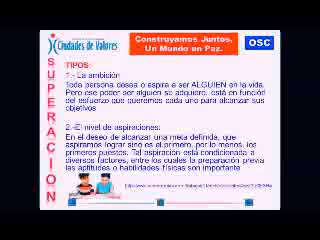 Ciudades de Valores
Construyamos Juntos,
Un Mundo en Paz.
OSC
SUPERACION
TIPOS:
1.- La ambición
Toda persona desea o aspira a ser ALGUIEN en la vida.
Pero ese poder ser alguien se adquiere, está en función
del esfuerzo que queremos cada uno para alcanzar sus
objetivos
2.-El nivel de aspiraciones:
En el deseo de alcanzar una meta definida, que
aspiramos lograr sino es el primero, por lo menos, los
primeros puestos. Tal aspiración está condicionada a
diversos factores, entre los cuales la preparación previa
las aptitudes o habilidades físicas son importante